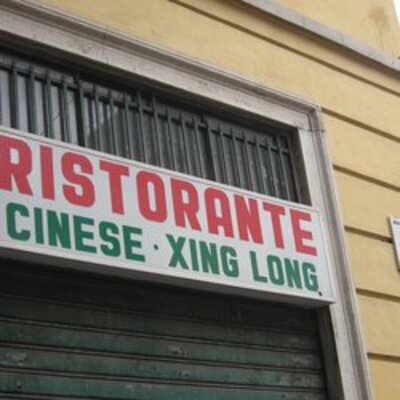 RISTORANTE
CINESE · XING LONG